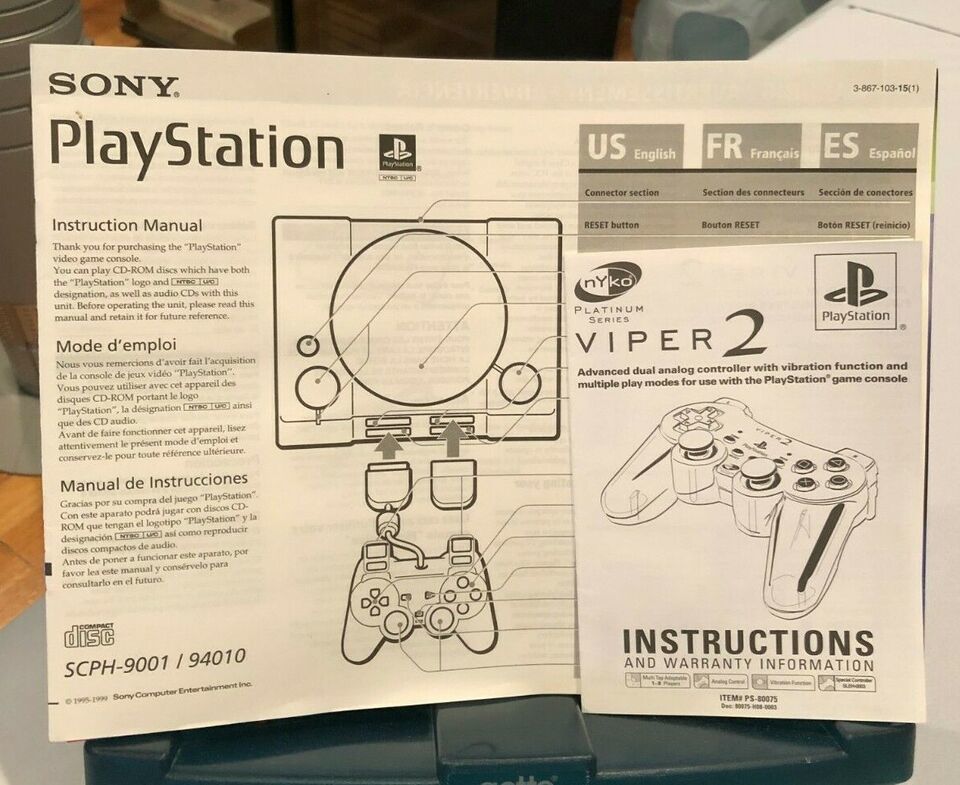 SONY®
3-867-103-15(1)
PlayStation
PlayStation
®
NTSC U/C
US English
FR Français
ES Español
Connector section
Section des connecteurs
Sección de conectores
RESET button
Bouton RESET
Botón RESET (reinicio)
Instruction Manual
Thank you for purchasing the "PlayStation"
video game console.
You can play CD-ROM discs which have both
the "PlayStation" logo and NTSC U/C
designation, as well as audio CDs with this
unit. Before operating the unit, please read this
manual and retain it for future reference.
Mode d'emploi
Nous vous remercions d'avoir fait l'acquisition
de la console de jeux vidéo "PlayStation".
Vous pouvez utiliser avec cet appareil des
disques CD-ROM portant le logo
"PlayStation", la désignation NTSC U/C ainsi
que des CD audio.
Avant de faire fonctionner cet appareil, lisez
attentivement le présent mode d'emploi et
conservez-le pour toute référence ultérieure.
Manual de Instrucciones
Gracias por su compra del juego "PlayStation".
Con este aparato podrá jugar con discos CD-
ROM que tengan el logotipo "PlayStation" y la
designación NTSC U/C así como reproducir
discos compactos de audio.
Antes de poner a funcionar este aparato, por
favor lea este manual y consérvelo para
consultarlo en el futuro.
COMPACT
disc
SCPH-9001 / 94010
© 1995-1999 Sony Computer Entertainment Inc.
nYko
PLATINUM
SERIES
PlayStation
®
VIPER 2
Advanced dual analog controller with vibration function and
multiple play modes for use with the PlayStation® game console
VIPER 2
PlayStation
INSTRUCTIONS
AND WARRANTY INFORMATION
Multi Tap Adaptable
1-8 Players
Analog Control
Vibration Function
Special Controller
SLEH-0003
ITEM# PS-80075
Doc: 80075-H08-0003